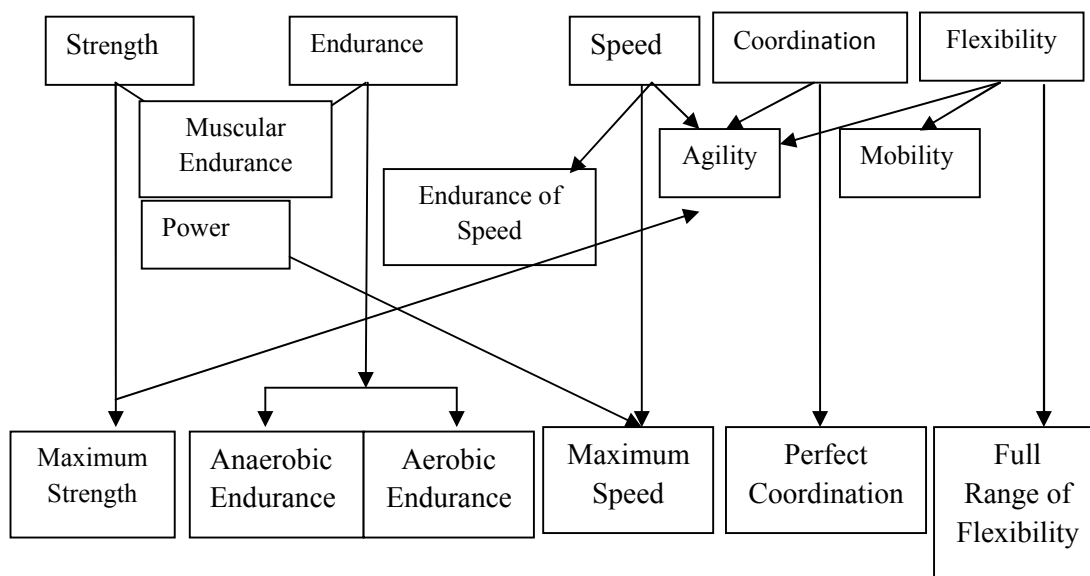 Strength
Endurance
Speed
Coordination
Flexibility
Muscular
Endurance
Agility
Mobility
Endurance of
Speed
Power
Maximum
Strength
Anaerobic
Endurance
Aerobic
Endurance
Maximum
Speed
Perfect
Coordination
Full
Range of
Flexibility